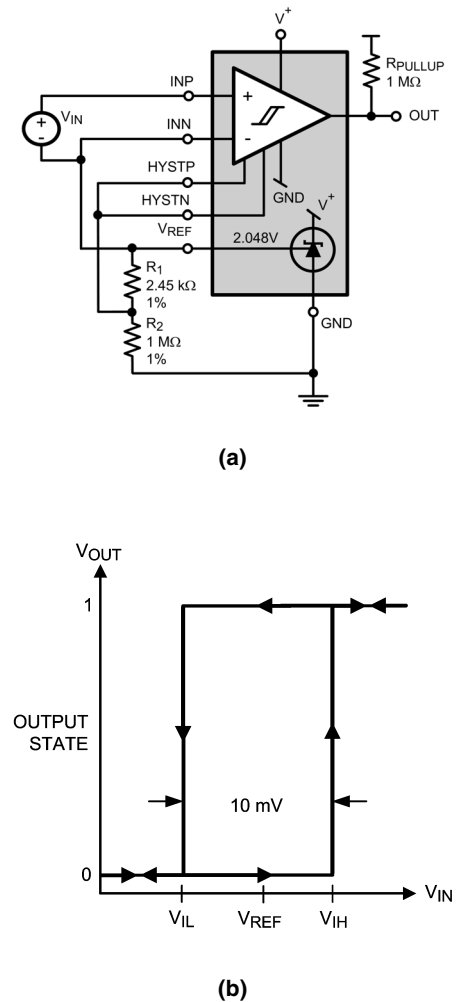 V+
RPULLUP
1 MΩ
INP
+
OUT
VIN
+
-
INN
-
HYSTP
GND
HYSTN
V+
VREF
2.048V
R1
2.45 kΩ
1%
GND
R2
1 MΩ
1%
(a)
VOUT
1
OUTPUT
STATE
10 mV
0
VIN
VIL
VREF
VIH
(b)